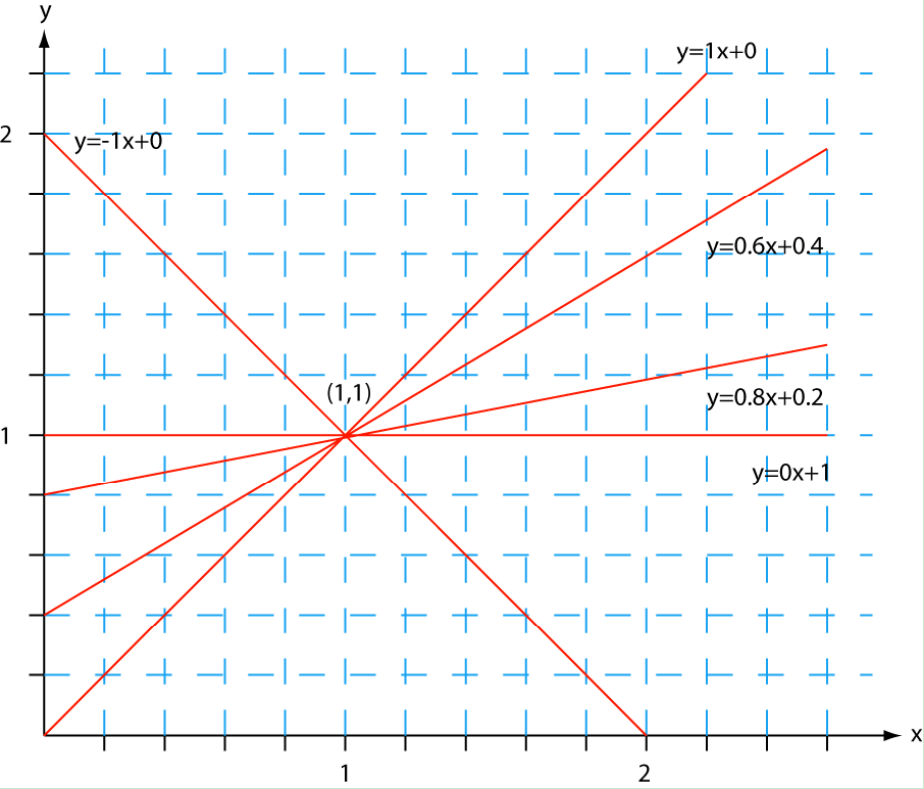 y
y=1x+0
2
y=-1x+0
y=0.6x+0.4
(1,1)
y=0.8x+0.2
1
y=0x+1
x
1
2